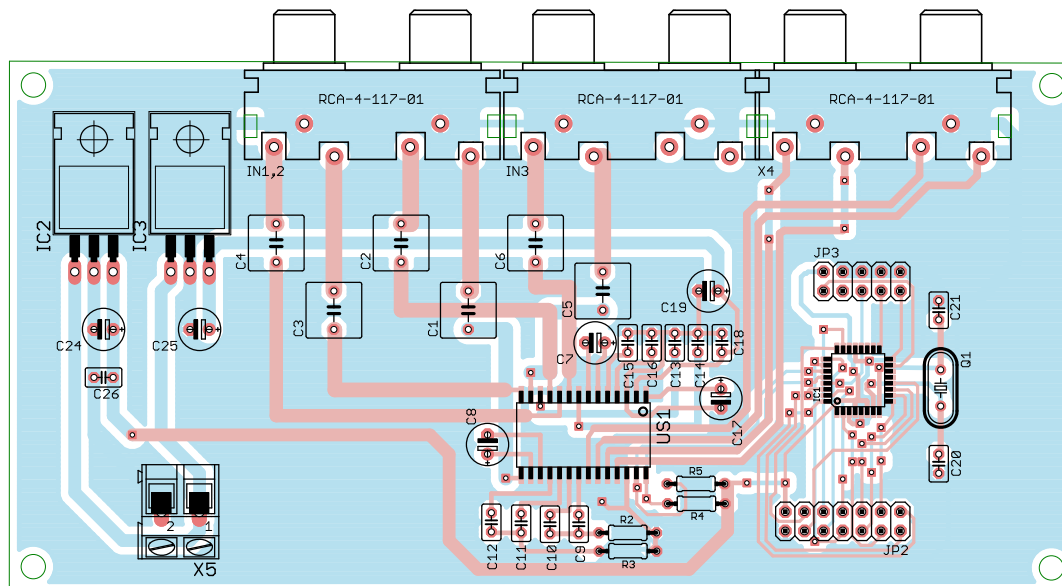 RCA-4-117-01
RCA-4-117-01
RCA-4-117-01
IN1,2
IN3
X4
IC2
IC3
C4
C2
C6
C5
C3
C1
C19
JP3
C21
C24
C25
C7
C15
C16
C13
C14
C18
Q1
C26
IC1
C17
US1
C8
C20
R5
R4
2
1
X5
C12
C11
C10
C9
R2
R3
JP2
+
+
+
+
+
+